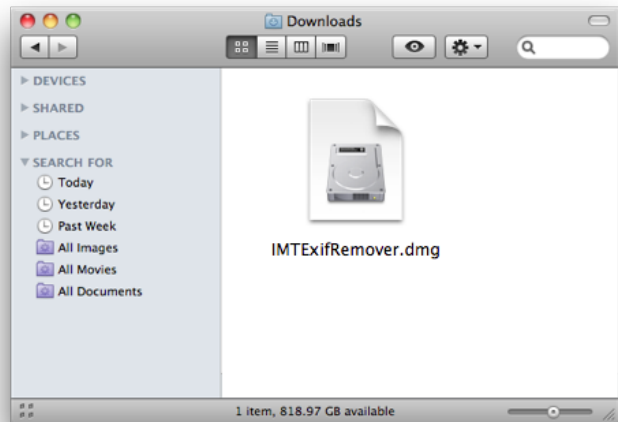 Downloads
DEVICES
SHARED
PLACES
SEARCH FOR
Today
Yesterday
Past Week
All Images
All Movies
All Documents
IMTExifRemover.dmg
1 item, 818.97 GB available